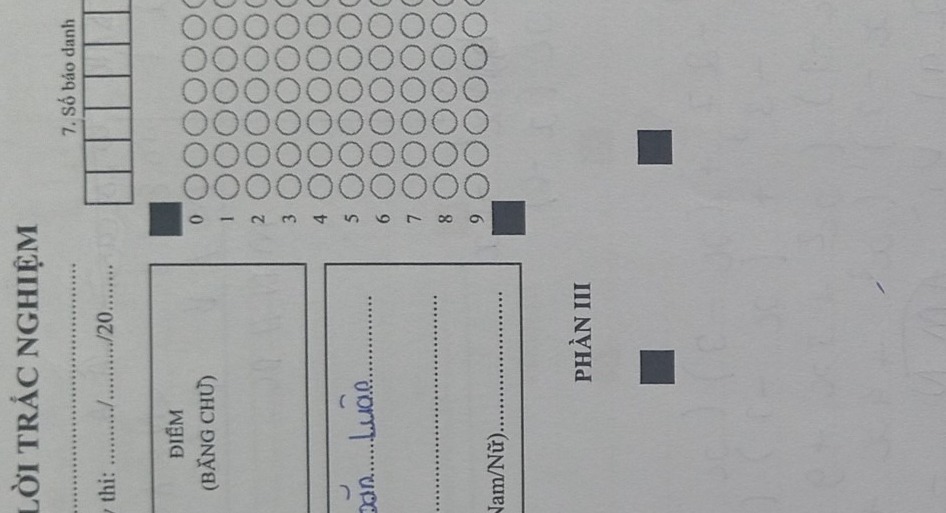 LỜI TRẮC NGHIỆM
7. Số báo danh
thi: ......../........../20........
ĐIỂM
(BẰNG CHỮ)
Luân
Nam/Nữ)
0
1
2
3
4
5
6
7
8
9
PHẦN III